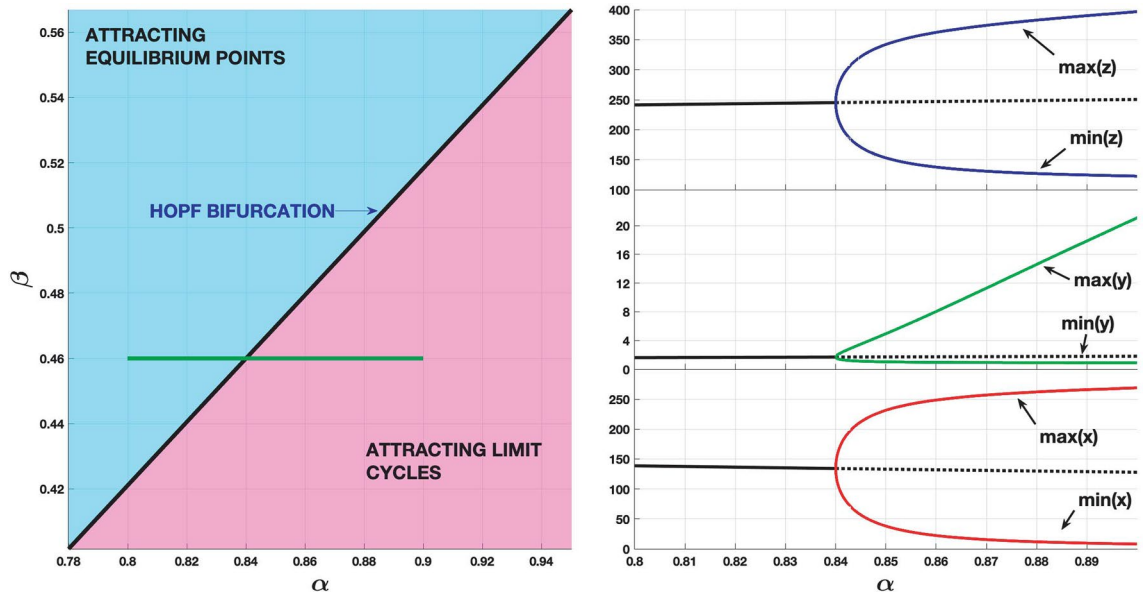 ATTRACTING
EQUILIBRIUM POINTS
HOPF BIFURCATION
ATTRACTING LIMIT
CYCLES
β
0.56
0.54
0.52
0.5
0.48
0.46
0.44
0.42
0.78 0.8 0.82 0.84 0.86 0.88 0.9 0.92 0.94
α
400
350
300
250
200
150
100
max(z)
min(z)
20
16
12
8
4
0
max(y)
min(y)
250
200
150
100
50
0
max(x)
min(x)
0.8 0.81 0.82 0.83 0.84 0.85 0.86 0.87 0.88 0.89
α